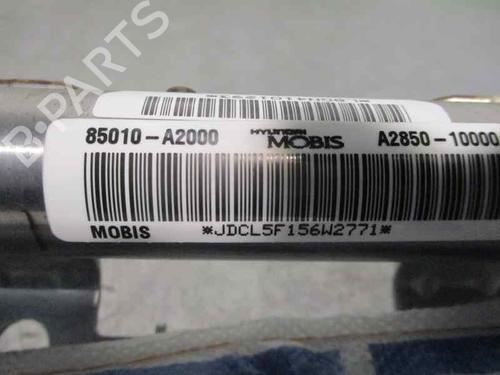 B-PARTS
85010-A2000
HYUNDAI
MOBIS
A2850-10000
MOBIS
*JDCL5F156W2771*